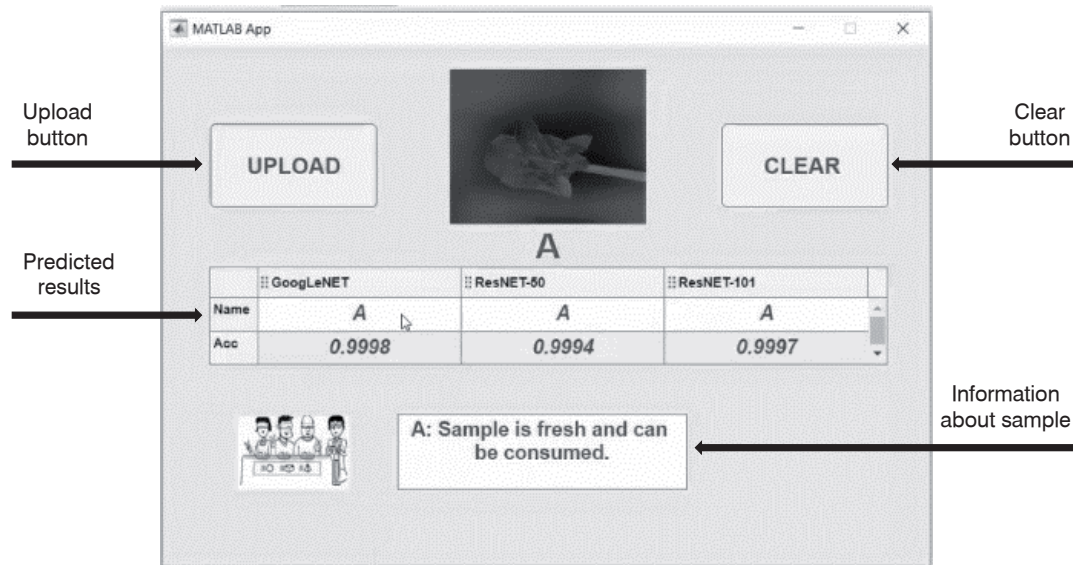 MATLAB App
Upload
button
UPLOAD
Clear
button
CLEAR
A
Predicted
results
GoogLeNET ResNET-50 ResNET-101
Name A A A
Acc 0.9998 0.9994 0.9997
Information
about sample
A: Sample is fresh and can
be consumed.